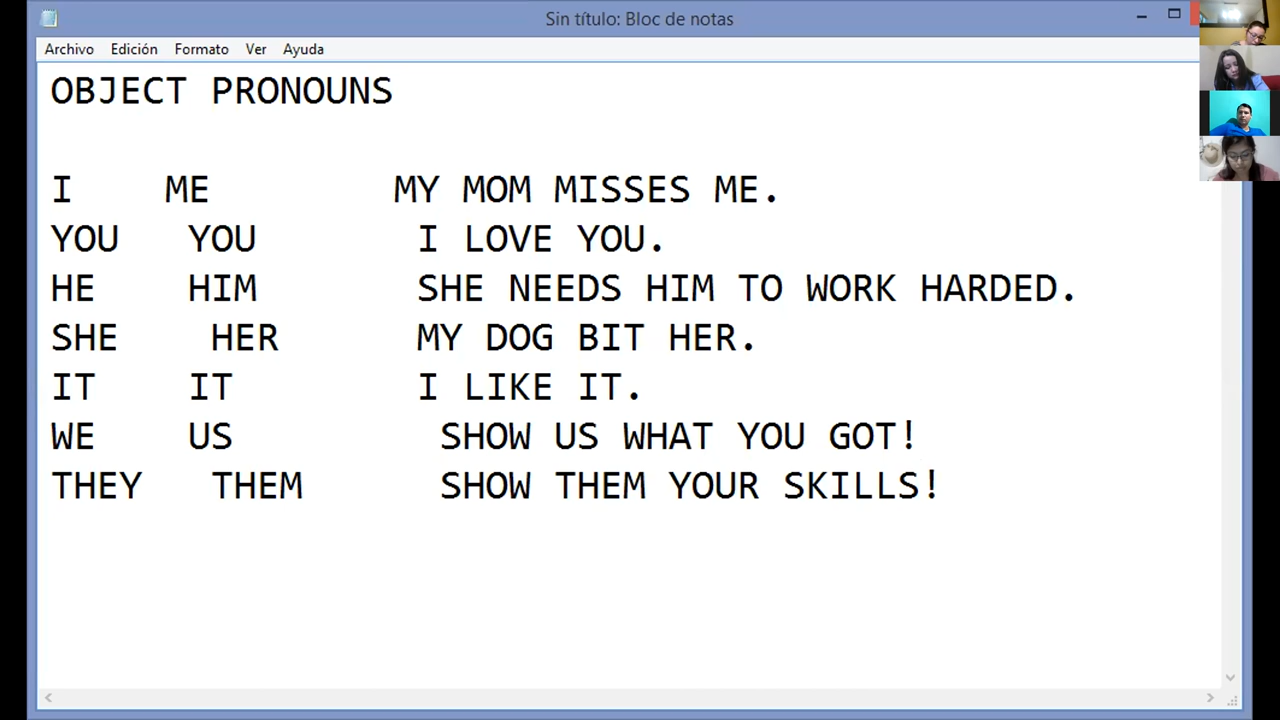 Sin título: Bloc de notas
Archivo Edición Formato Ver Ayuda
OBJECT PRONOUNS
I ME MY MOM MISSES ME.
YOU YOU I LOVE YOU.
HE HIM SHE NEEDS HIM TO WORK HARDED.
SHE HER MY DOG BIT HER.
IT IT I LIKE IT.
WE US SHOW US WHAT YOU GOT!
THEY THEM SHOW THEM YOUR SKILLS!